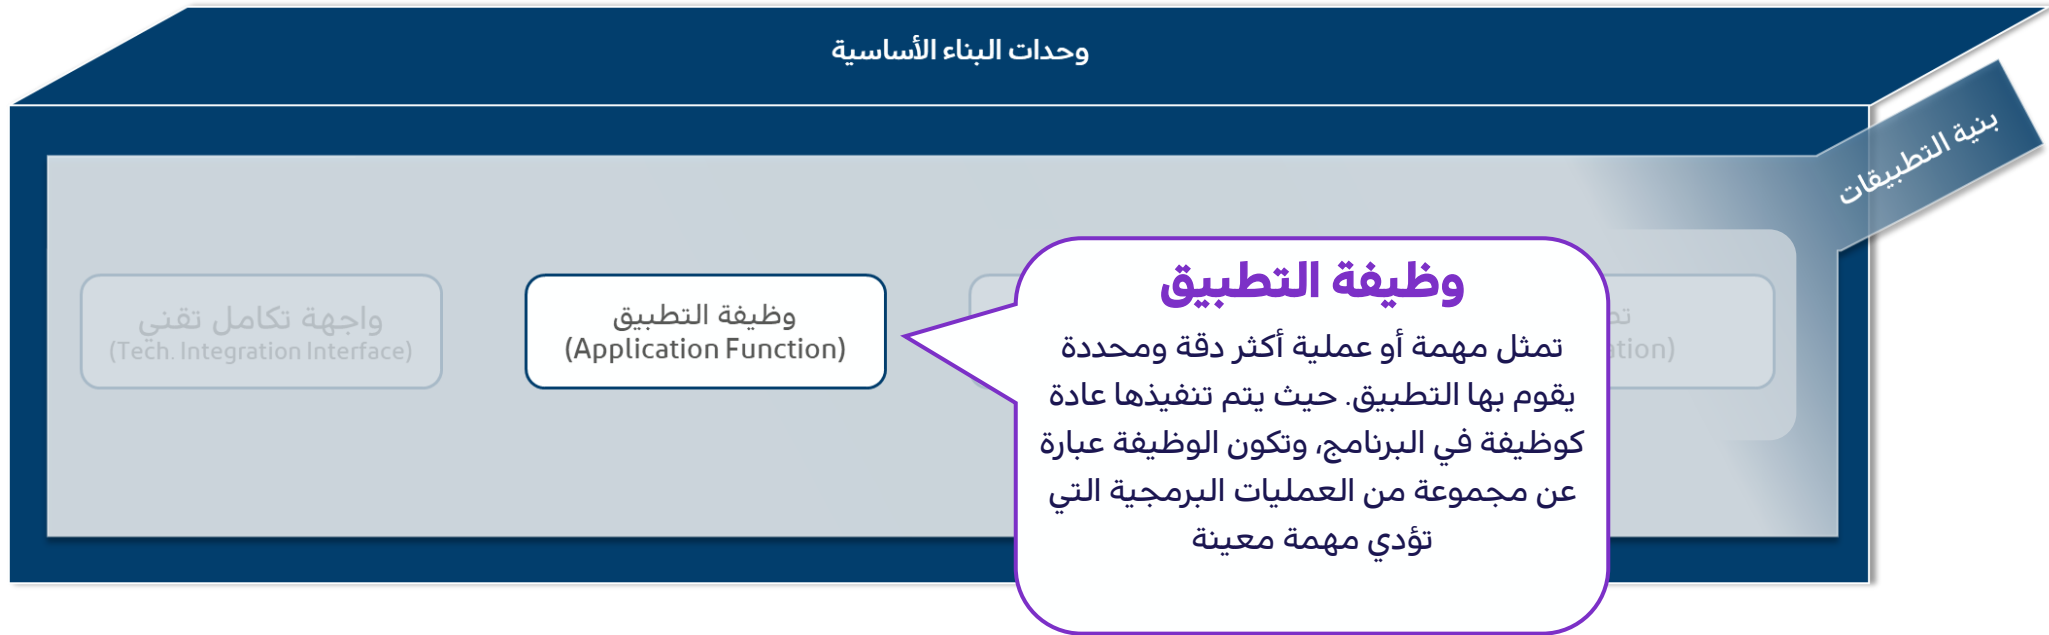 وحدات البناء الأساسية
بنية التطبيقات
وظيفة التطبيق
تمثل مهمة أو عملية أكثر دقة ومحددة
يقوم بها التطبيق. حيث يتم تنفيذها عادة
كوظيفة في البرنامج، وتكون الوظيفة عبارة
عن مجموعة من العمليات البرمجية التي
تؤدي مهمة معينة
وظيفة التطبيق
(Application Function)
واجهة تكامل تقني
(Tech. Integration Interface)